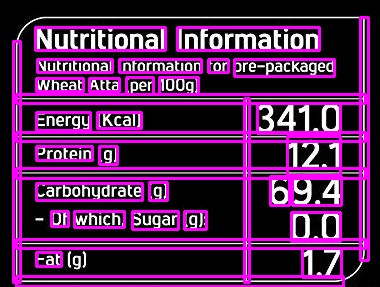 Nutritional Information
Nutritional information for pre-packaged
Wheat Atta (per 100g)
Energy (Kcal) 341.0
Protein (g) 12.1
Carbohydrate (g) 69.4
- Of which, Sugar (g): 0.0
Fat (g) 1.7